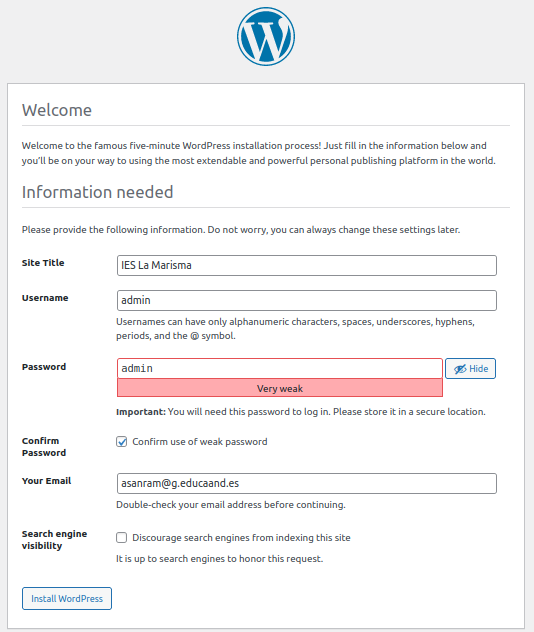 Welcome
Welcome to the famous five-minute WordPress installation process! Just fill in the information below and
you'll be on your way to using the most extendable and powerful personal publishing platform in the world.
Information needed
Please provide the following information. Do not worry, you can always change these settings later.
Site Title
IES La Marisma
Username
admin
Usernames can have only alphanumeric characters, spaces, underscores, hyphens,
periods, and the @ symbol.
Password
admin
Hide
Very weak
Important: You will need this password to log in. Please store it in a secure location.
Confirm
Password
Confirm use of weak password
Your Email
asanram@g.educaand.es
Double-check your email address before continuing.
Search engine
visibility
Discourage search engines from indexing this site
It is up to search engines to honor this request.
Install WordPress